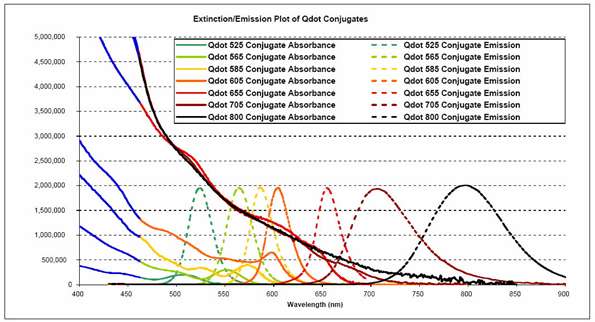 Extinction/Emission Plot of Qdot Conjugates
5,000,000
4,500,000
4,000,000
3,500,000
3,000,000
2,500,000
2,000,000
1,500,000
1,000,000
500,000
0
Qdot 525 Conjugate Absorbance Qdot 525 Conjugate Emission
Qdot 565 Conjugate Absorbance Qdot 565 Conjugate Emission
Qdot 585 Conjugate Absorbance Qdot 585 Conjugate Emission
Qdot 605 Conjugate Absorbance Qdot 605 Conjugate Emission
Qdot 655 Conjugate Absorbance Qdot 655 Conjugate Emission
Qdot 705 Conjugate Absorbance Qdot 705 Conjugate Emission
Qdot 800 Conjugate Absorbance Qdot 800 Conjugate Emission
400 450 500 550 600 650 700 750 800 850 900
Wavelength (nm)